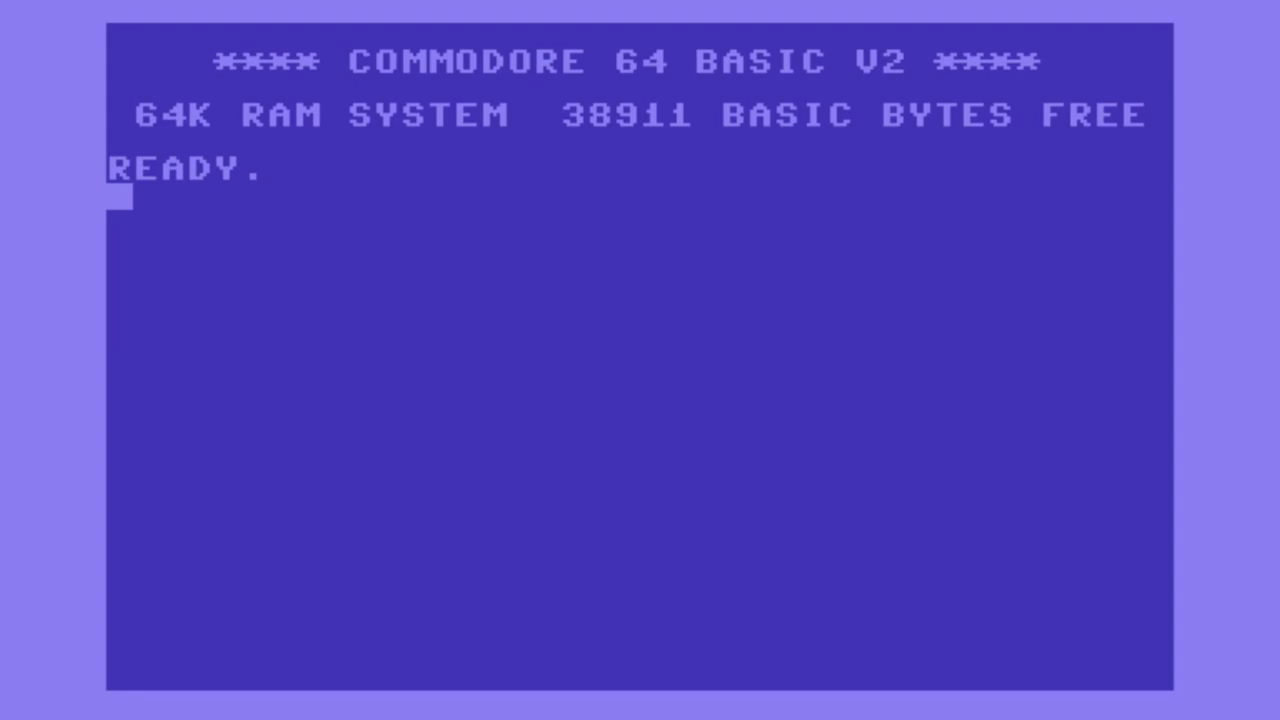 **** COMMODORE 64 BASIC V2 ****
64K RAM SYSTEM  38911 BASIC BYTES FREE
READY.